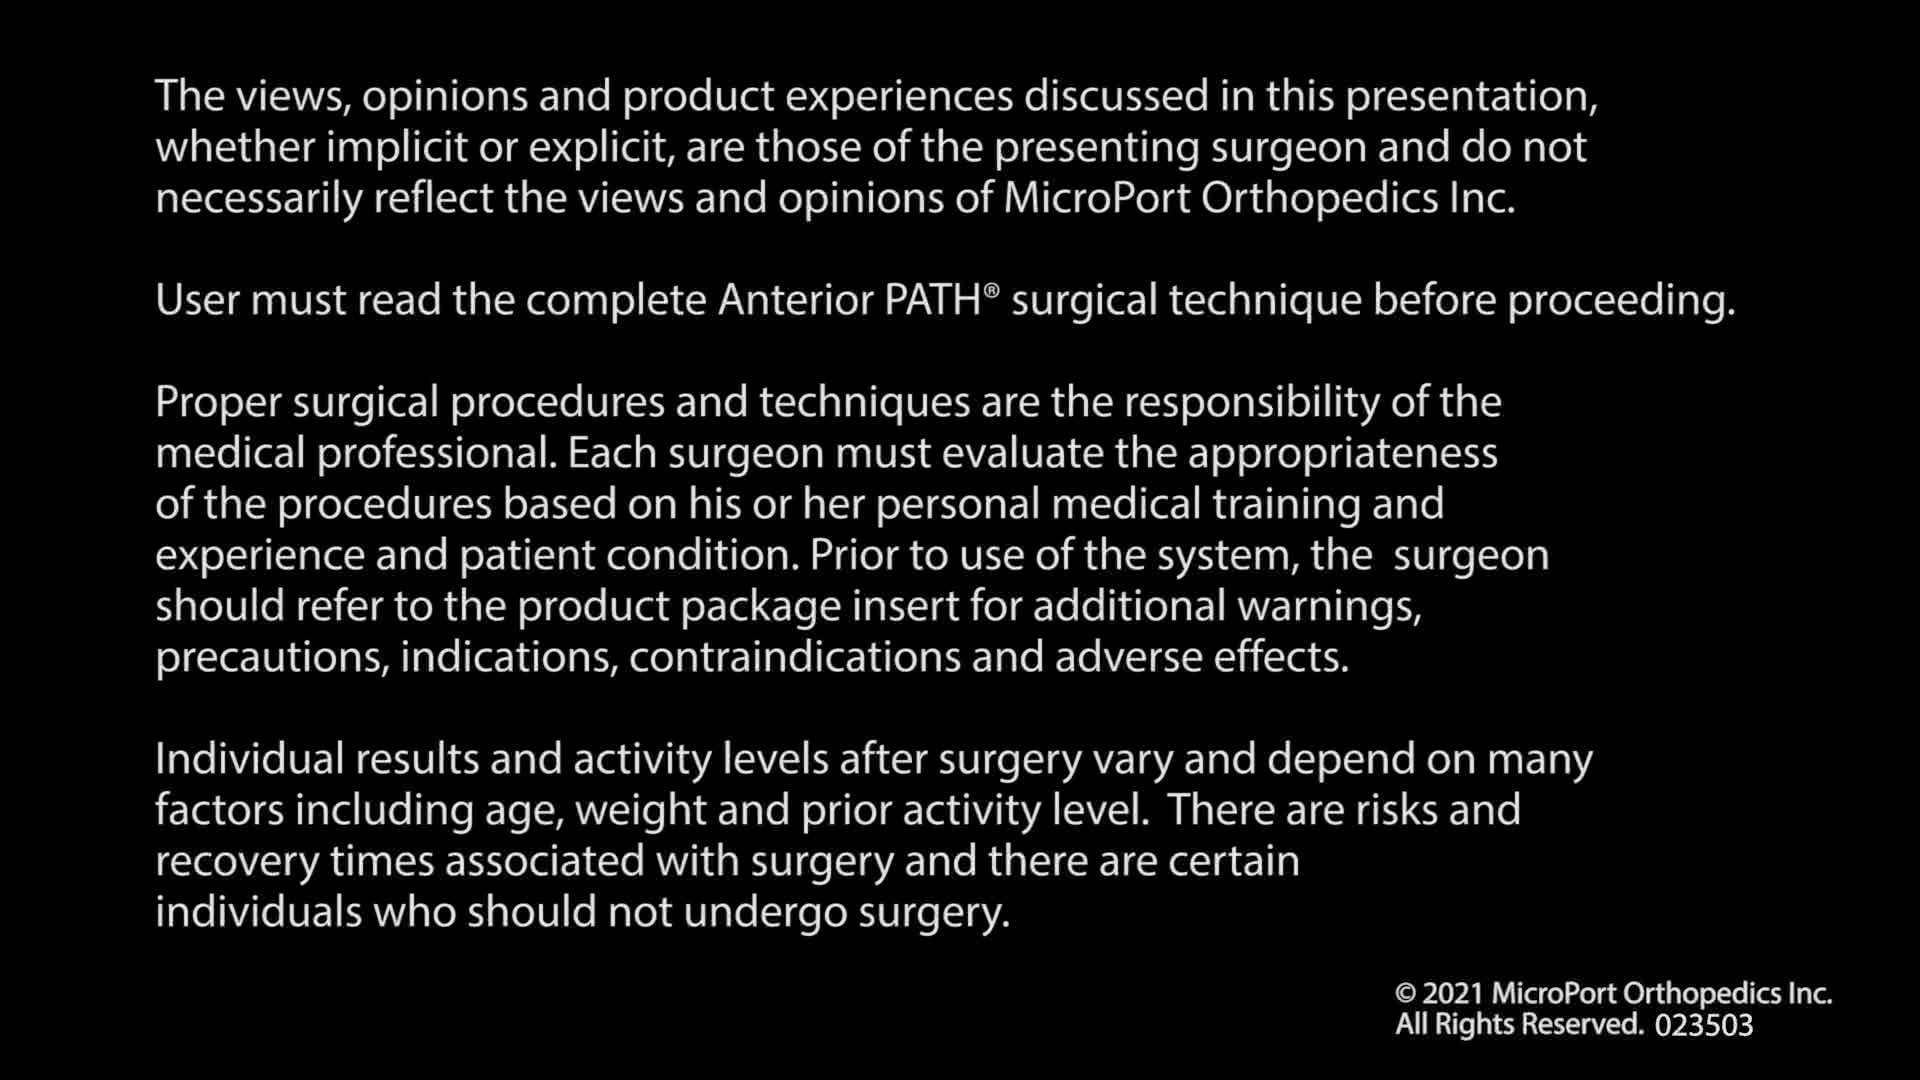 The views, opinions and product experiences discussed in this presentation,
whether implicit or explicit, are those of the presenting surgeon and do not
necessarily reflect the views and opinions of MicroPort Orthopedics Inc.
User must read the complete Anterior PATH® surgical technique before proceeding.
Proper surgical procedures and techniques are the responsibility of the
medical professional. Each surgeon must evaluate the appropriateness
of the procedures based on his or her personal medical training and
experience and patient condition. Prior to use of the system, the  surgeon
should refer to the product package insert for additional warnings,
precautions, indications, contraindications and adverse effects.
Individual results and activity levels after surgery vary and depend on many
factors including age, weight and prior activity level.  There are risks and
recovery times associated with surgery and there are certain
individuals who should not undergo surgery.
© 2021 MicroPort Orthopedics Inc.
All Rights Reserved. 023503